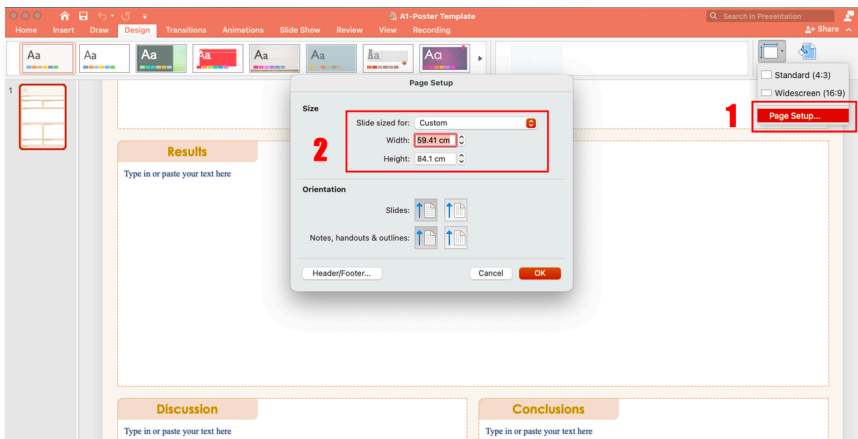 A1-Poster Template
Search in Presentation
Home Insert Draw Design Transitions Animations Slide Show Review View Recording
Share
Aa Aa Aa Aa Aa Aa Aa Aa
Standard (4:3)
Widescreen (16:9)
1
Page Setup...
1
Page Setup
Size
Slide sized for: Custom
2
Width: 59.41 cm
Height: 84.1 cm
Orientation
Slides:
Notes, handouts & outlines:
Header/Footer...
Cancel
OK
Results
Type in or paste your text here
Discussion
Type in or paste your text here
Conclusions
Type in or paste your text here